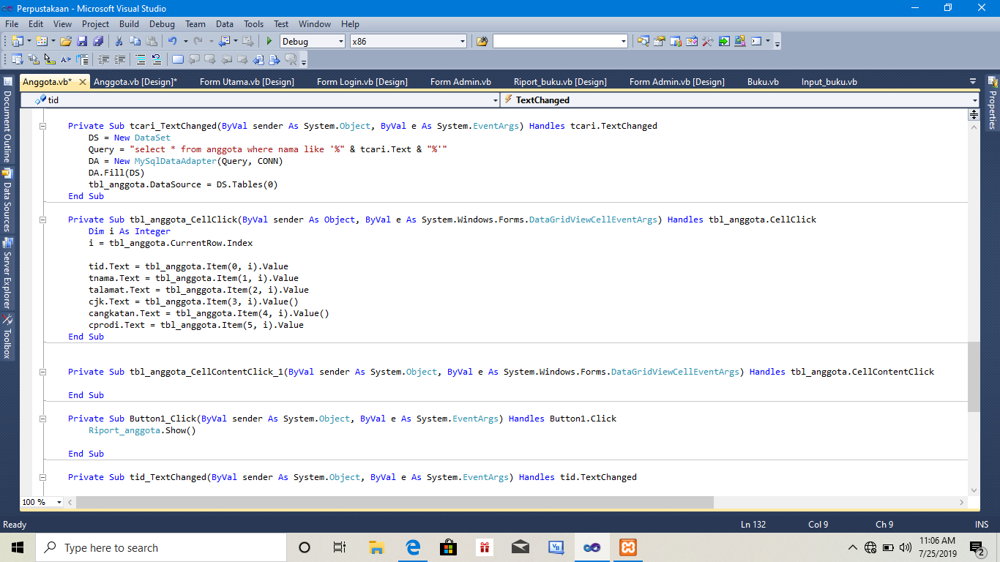 Perpustakaan - Microsoft Visual Studio
File Edit View Project Build Debug Team Data Tools Test Window Help
Debug x86
Anggota.vb* Anggota.vb [Design]* Form Utama.vb [Design] Form Login.vb [Design] Form Admin.vb Riport_buku.vb [Design] Form Admin.vb [Design] Buku.vb Input_buku.vb
tid TextChanged
Document Outline
Data Sources
Server Explorer
Toolbox
Properties
Private Sub tcari_TextChanged(ByVal sender As System.Object, ByVal e As System.EventArgs) Handles tcari.TextChanged
DS = New DataSet
Query = "select * from anggota where nama like '%" & tcari.Text & "%'"
DA = New MySqlDataAdapter(Query, CONN)
DA.Fill(DS)
tbl_anggota.DataSource = DS.Tables(0)
End Sub
Private Sub tbl_anggota_CellClick(ByVal sender As Object, ByVal e As System.Windows.Forms.DataGridViewCellEventArgs) Handles tbl_anggota.CellClick
Dim i As Integer
i = tbl_anggota.CurrentRow.Index
tid.Text = tbl_anggota.Item(0, i).Value
tnama.Text = tbl_anggota.Item(1, i).Value
talamat.Text = tbl_anggota.Item(2, i).Value
cjk.Text = tbl_anggota.Item(3, i).Value()
cangkatan.Text = tbl_anggota.Item(4, i).Value()
cprodi.Text = tbl_anggota.Item(5, i).Value
End Sub
Private Sub tbl_anggota_CellContentClick_1(ByVal sender As System.Object, ByVal e As System.Windows.Forms.DataGridViewCellEventArgs) Handles tbl_anggota.CellContentClick
End Sub
Private Sub Button1_Click(ByVal sender As System.Object, ByVal e As System.EventArgs) Handles Button1.Click
Riport_anggota.Show()
End Sub
Private Sub tid_TextChanged(ByVal sender As System.Object, ByVal e As System.EventArgs) Handles tid.TextChanged
100 %
Ready Ln 132 Col 9 Ch 9 INS
Type here to search
11:06 AM
7/25/2019
2